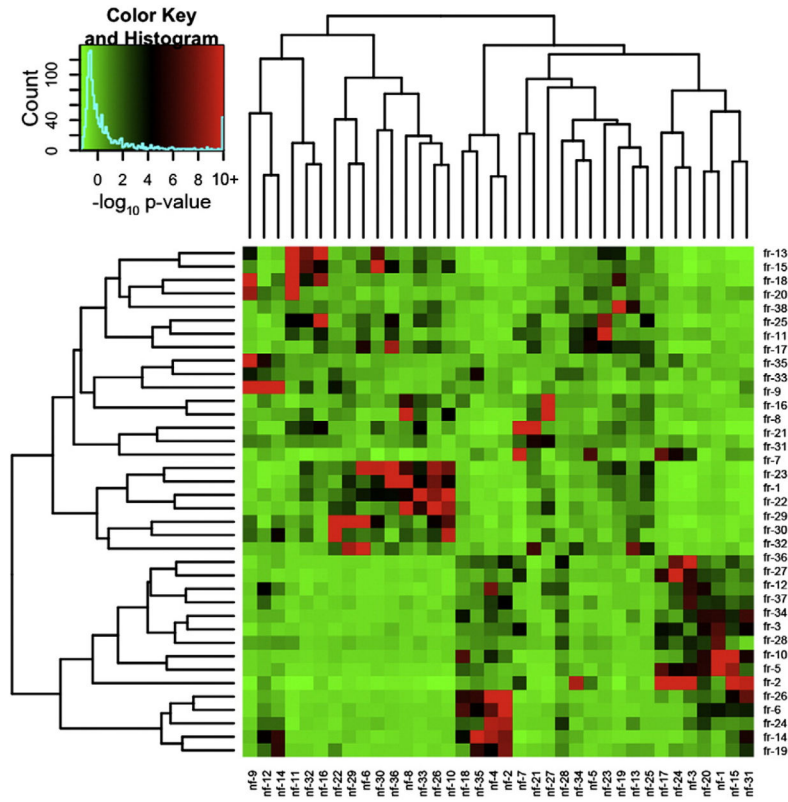 Color Key
and Histogram
Count
0 40 100
0 2 4 6 8 10+
-log10 p-value
fr-13
fr-15
fr-18
fr-20
fr-38
fr-25
fr-11
fr-17
fr-35
fr-33
fr-9
fr-16
fr-8
fr-21
fr-31
fr-7
fr-23
fr-1
fr-22
fr-29
fr-30
fr-32
fr-36
fr-27
fr-12
fr-37
fr-34
fr-3
fr-28
fr-10
fr-5
fr-2
fr-26
fr-6
fr-24
fr-14
fr-19
nf-9
nf-12
nf-14
nf-11
nf-32
nf-16
nf-22
nf-29
nf-6
nf-30
nf-36
nf-8
nf-33
nf-26
nf-10
nf-18
nf-35
nf-4
nf-2
nf-7
nf-21
nf-27
nf-28
nf-34
nf-5
nf-23
nf-19
nf-13
nf-25
nf-17
nf-24
nf-3
nf-20
nf-1
nf-15
nf-31